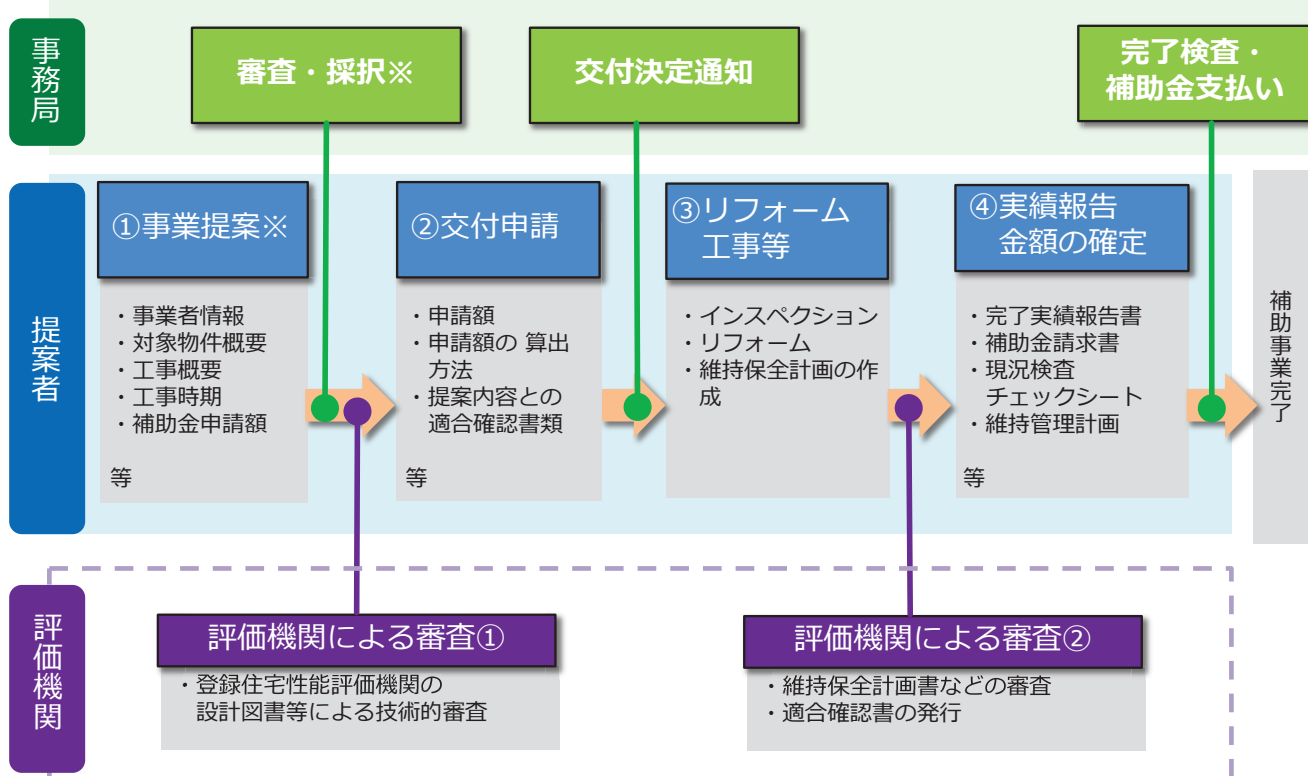 事務局
審査・採択※
交付決定通知
完了検査・
補助金支払い
提案者
①事業提案※
・事業者情報
・対象物件概要
・工事概要
・工事時期
・補助金申請額
等
②交付申請
・申請額
・申請額の 算出
方法
・提案内容との
適合確認書類
等
③リフォーム
工事等
・インスペクション
・リフォーム
・維持保全計画の作
成
④実績報告
金額の確定
・完了実績報告書
・補助金請求書
・現況検査
チェックシート
・維持管理計画
等
補助事業完了
評価機関
評価機関による審査①
・登録住宅性能評価機関の
設計図書等による技術的審査
評価機関による審査②
・維持保全計画書などの審査
・適合確認書の発行